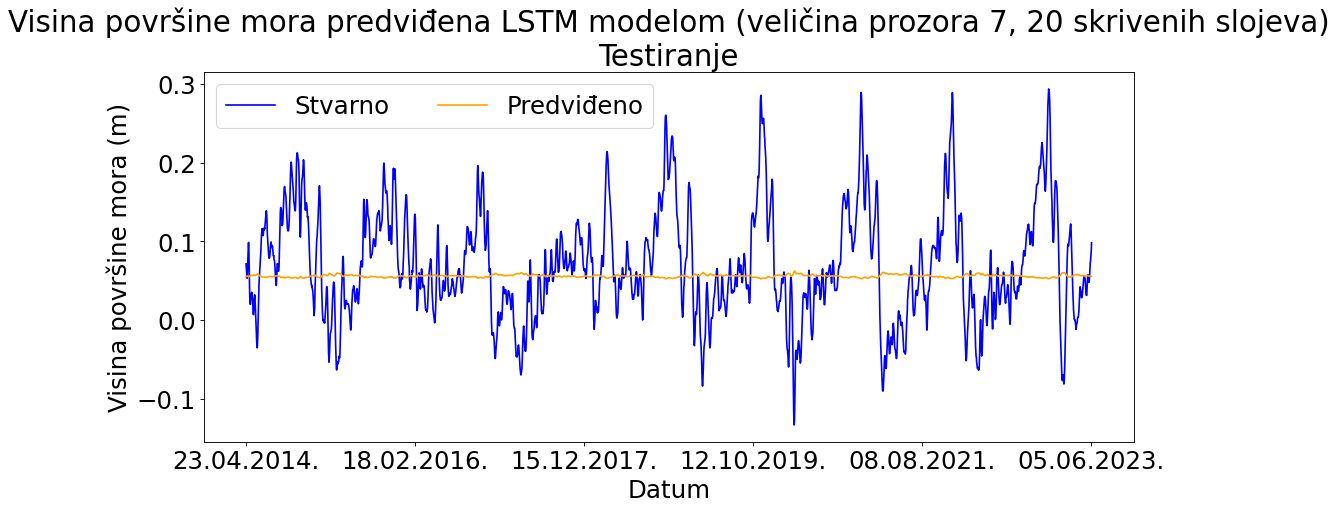 Visina površine mora predviđena LSTM modelom (veličina prozora 7, 20 skrivenih slojeva)
Testiranje
Stvarno
Predviđeno
Visina površine mora (m)
0.3
0.2
0.1
0.0
−0.1
23.04.2014.
18.02.2016.
15.12.2017.
12.10.2019.
08.08.2021.
05.06.2023.
Datum